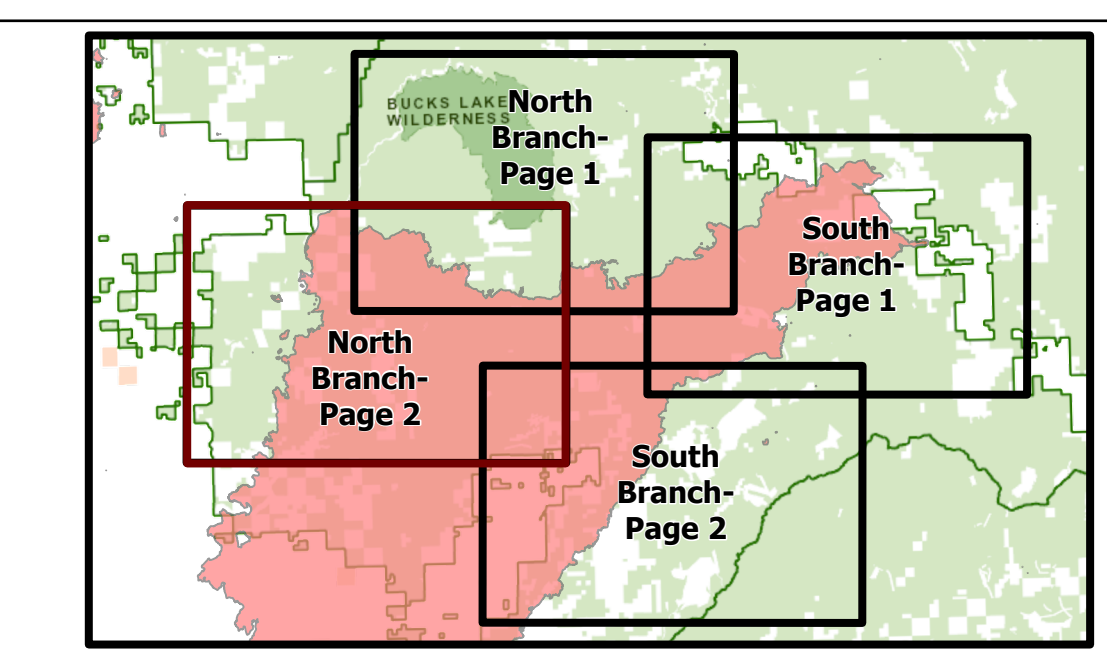 BUCKS LAKE
WILDERNESS
North
Branch-
Page 1
South
Branch-
Page 1
North
Branch-
Page 2
South
Branch-
Page 2